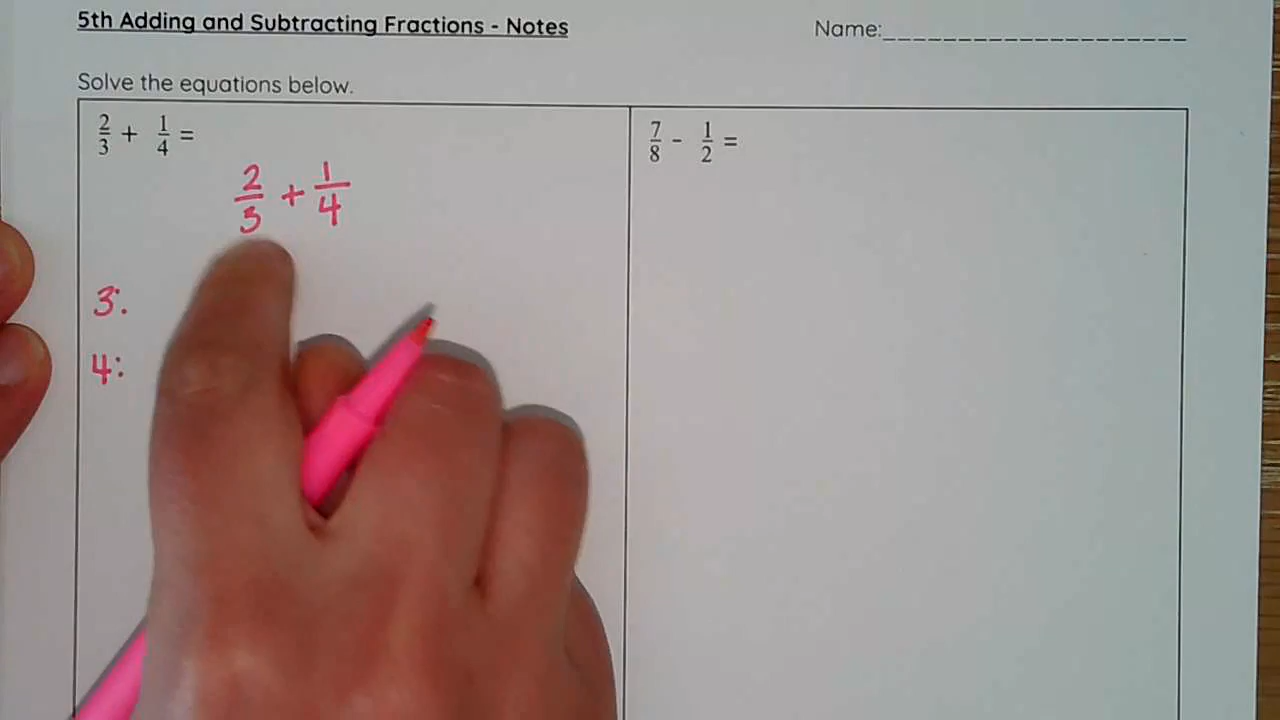 5th Adding and Subtracting Fractions - Notes
Name:____________________
Solve the equations below.
2/3 + 1/4 =
7/8 - 1/2 =
2/3 + 1/4
3:
4: